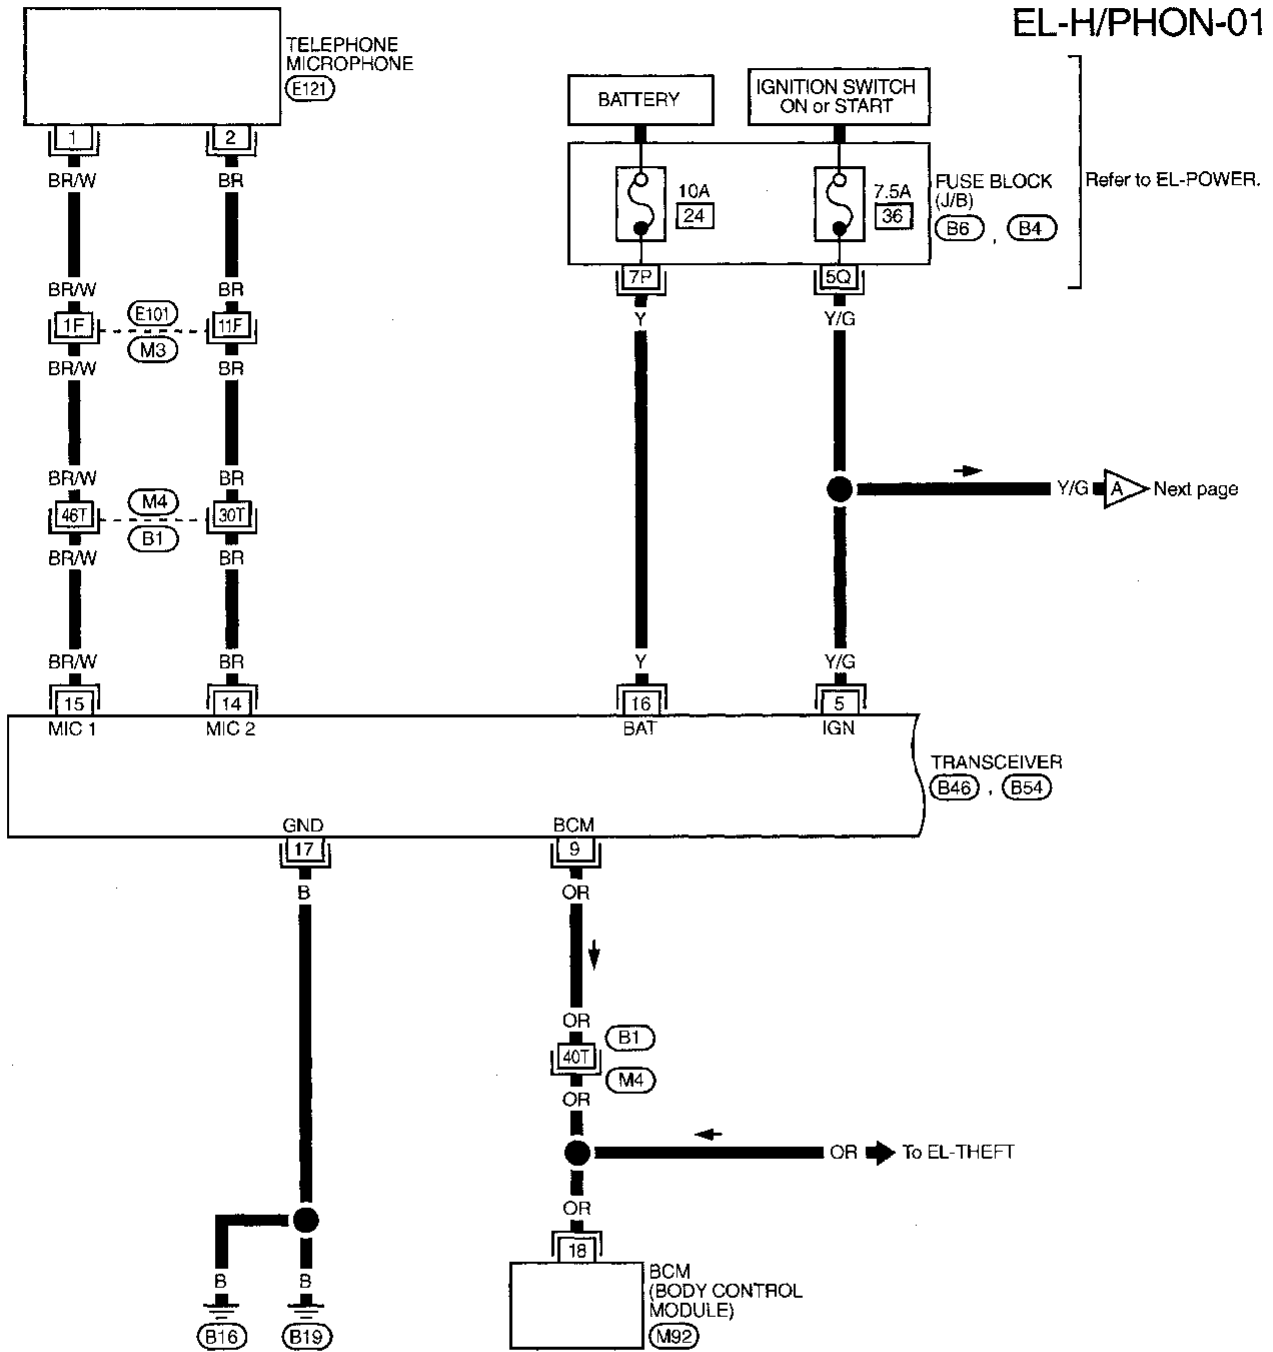 EL-H/PHON-01
TELEPHONE
MICROPHONE
E121
BATTERY
IGNITION SWITCH
ON or START
1
2
BR/W
BR
10A
24
7.5A
36
FUSE BLOCK
(J/B)
B6 , B4
Refer to EL-POWER.
7P
5Q
BR/W
BR
Y
Y/G
1F
E101
11F
M3
BR/W
BR
BR/W
BR
Y/G
A
Next page
46T
M4
30T
B1
BR/W
BR
BR/W
BR
Y
Y/G
15
14
16
5
MIC 1
MIC 2
BAT
IGN
TRANSCEIVER
B46 , B54
GND
BCM
17
9
B
OR
OR
B1
40T
M4
OR
OR
To EL-THEFT
OR
18
B
B
BCM
(BODY CONTROL
MODULE)
M92
B16
B19